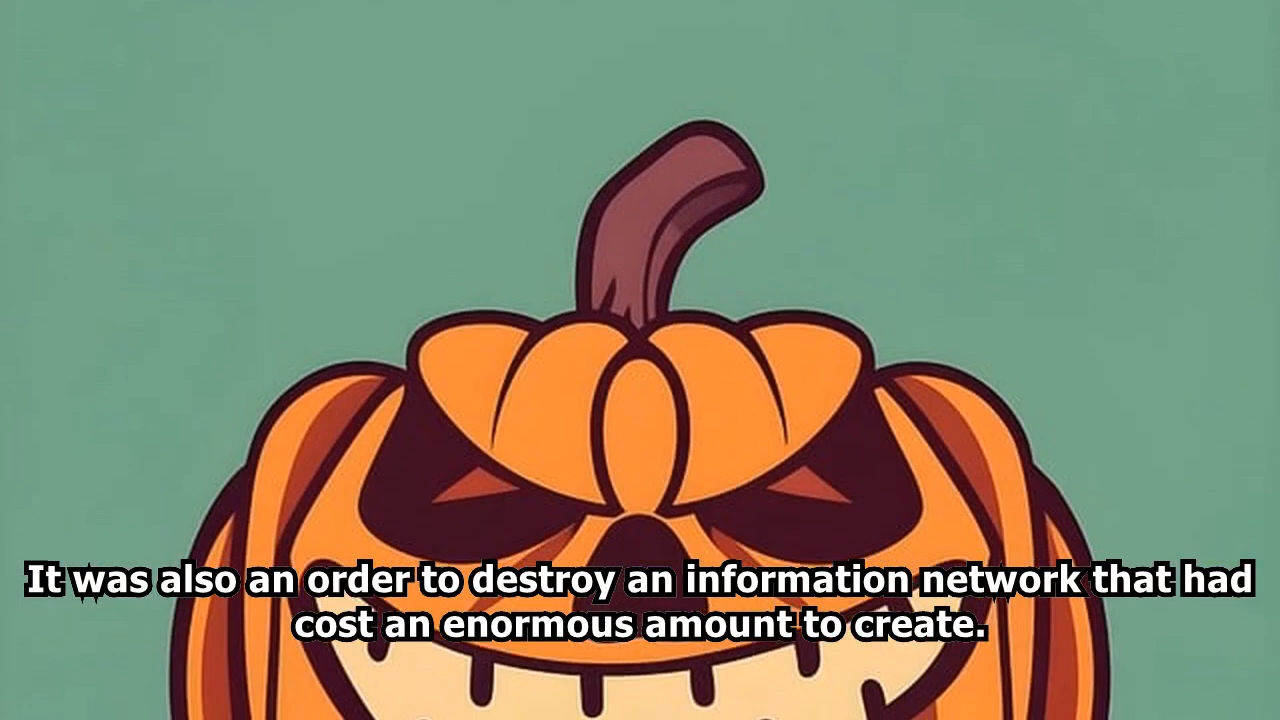 It was also an order to destroy an information network that had
cost an enormous amount to create.